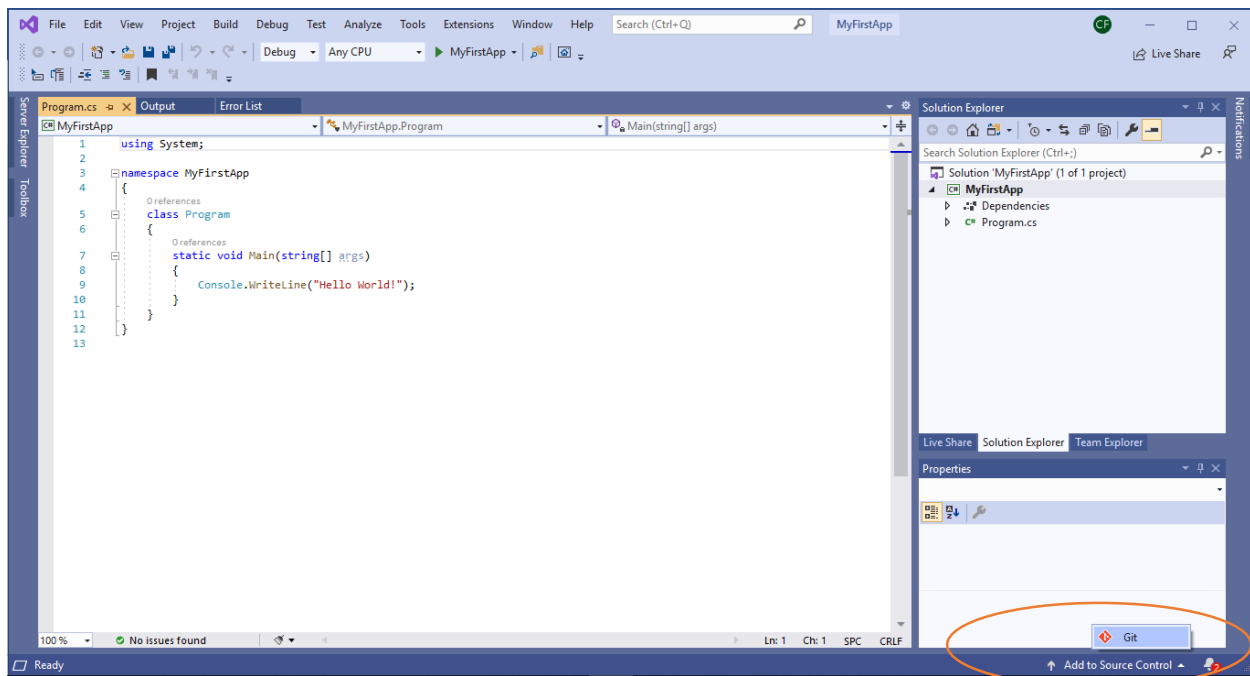 File Edit View Project Build Debug Test Analyze Tools Extensions Window Help Search (Ctrl+Q) MyFirstApp CF
Debug Any CPU MyFirstApp Live Share
Server Explorer
Toolbox
Program.cs Output Error List
MyFirstApp MyFirstApp.Program Main(string[] args)
1 using System;
2
3 namespace MyFirstApp
4 {
0 references
5 class Program
6 {
0 references
7 static void Main(string[] args)
8 {
9 Console.WriteLine("Hello World!");
10 }
11 }
12 }
13
100 % No issues found Ln: 1 Ch: 1 SPC CRLF
Solution Explorer
Search Solution Explorer (Ctrl+;)
Solution 'MyFirstApp' (1 of 1 project)
C# MyFirstApp
Dependencies
C# Program.cs
Live Share Solution Explorer Team Explorer
Properties
Notifications
Git
Ready Add to Source Control 2